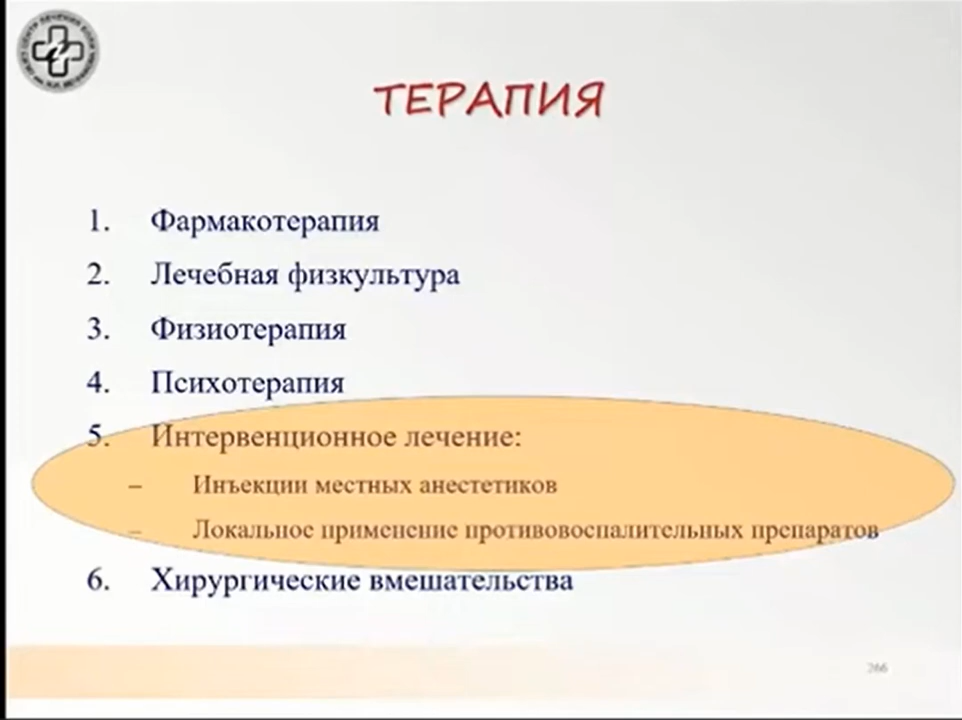 ТЕРАПИЯ
1. Фармакотерапия
2. Лечебная физкультура
3. Физиотерапия
4. Психотерапия
5. Интервенционное лечение:
– Инъекции местных анестетиков
– Локальное применение противовоспалительных препаратов
6. Хирургические вмешательства
266